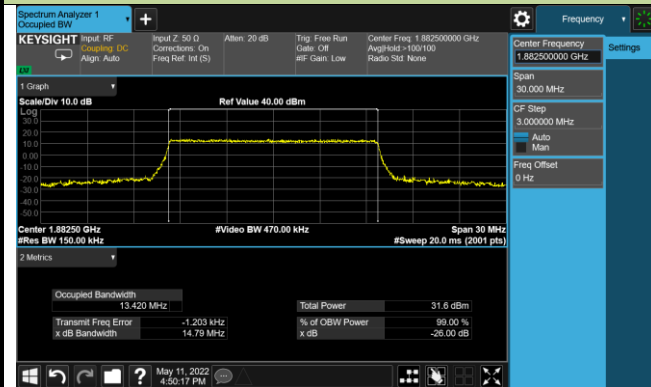 Spectrum Analyzer 1
Occupied BW
Frequency
KEYSIGHT
Input: RF
Coupling: DC
Align: Auto
Input Z: 50 Ω
Corrections: On
Freq Ref: Int (S)
Atten: 20 dB
Trig: Free Run
Gate: Off
#IF Gain: Low
Center Freq: 1.882500000 GHz
Avg|Hold:>100/100
Radio Std: None
Center Frequency
1.882500000 GHz
Settings
Span
30.000 MHz
CF Step
3.000000 MHz
Auto
Man
Freq Offset
0 Hz
1 Graph
Scale/Div 10.0 dB
Ref Value 40.00 dBm
Log
30.0
20.0
10.0
0.00
-10.0
-20.0
-30.0
-40.0
-50.0
Center 1.88250 GHz
#Video BW 470.00 kHz
Span 30 MHz
#Res BW 150.00 kHz
#Sweep 20.0 ms (2001 pts)
2 Metrics
Occupied Bandwidth
13.420 MHz
Total Power 31.6 dBm
Transmit Freq Error -1.203 kHz
% of OBW Power 99.00 %
x dB Bandwidth 14.79 MHz
x dB -26.00 dB
May 11, 2022
4:50:17 PM